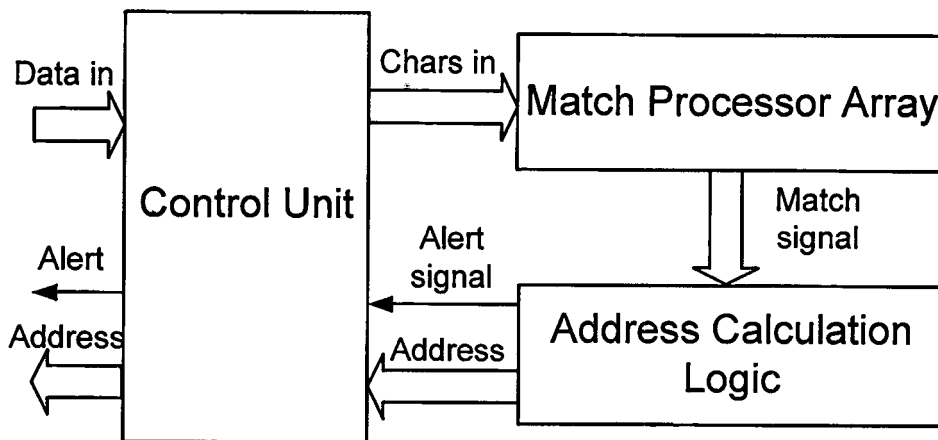 Data in
Chars in
Match Processor Array
Control Unit
Match
signal
Alert
Alert
signal
Address
Address
Address Calculation
Logic